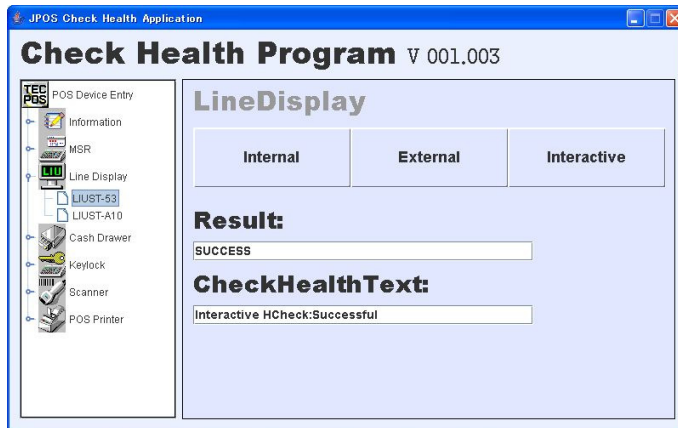 JPOS Check Health Application
Check Health Program V 001.003
TEC POS
POS Device Entry
Information
MSR
LIU
Line Display
LIUST-53
LIUST-A10
Cash Drawer
Keylock
Scanner
POS Printer
LineDisplay
Internal External Interactive
Result:
SUCCESS
CheckHealthText:
Interactive HCheck:Successful